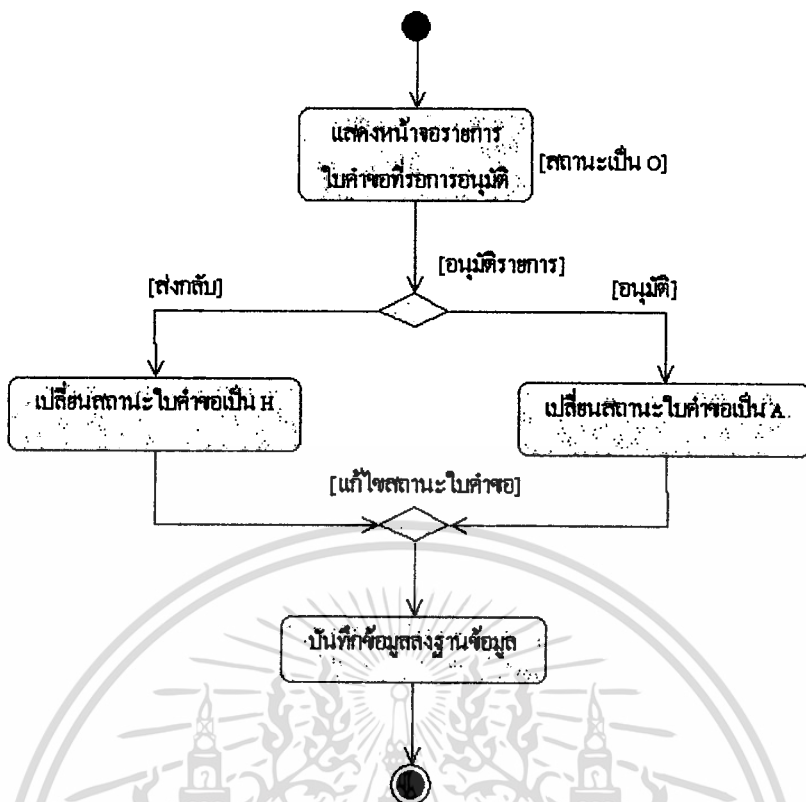 แสดงหน้าจอรายการ
ใบคำขอที่รอการอนุมัติ
[สถานะเป็น O]
[อนุมัติรายการ]
[ส่งกลับ]
[อนุมัติ]
เปลี่ยนสถานะใบคำขอเป็น H
เปลี่ยนสถานะใบคำขอเป็น A
[แก้ไขสถานะใบคำขอ]
บันทึกข้อมูลลงฐานข้อมูล